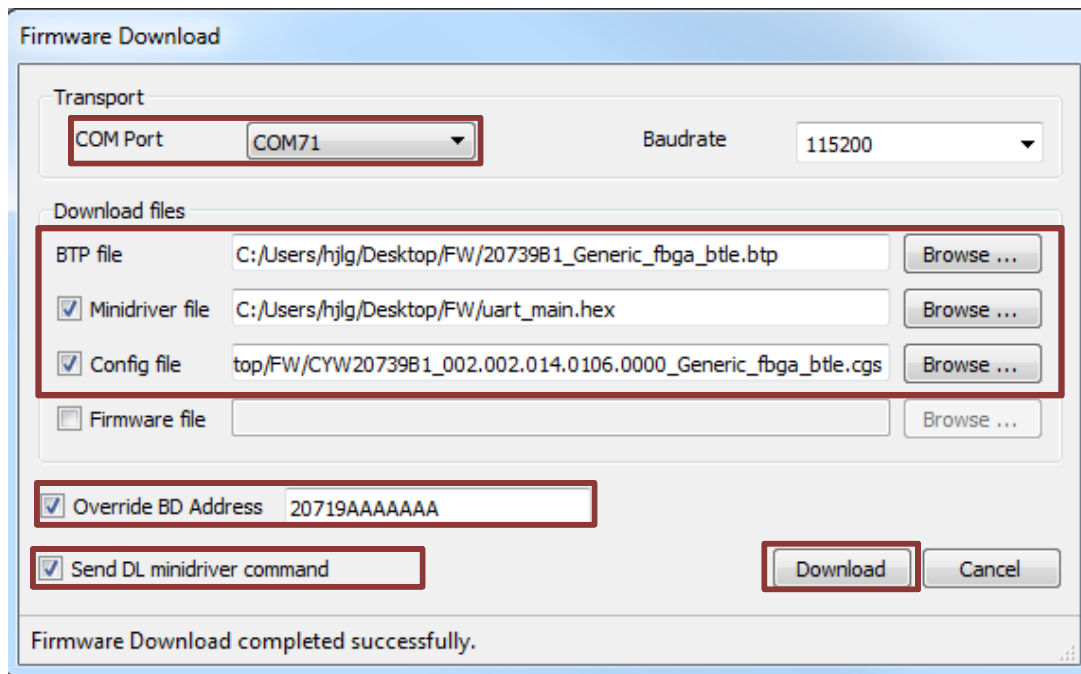 Firmware Download
Transport
COM Port COM71 Baudrate 115200
Download files
BTP file C:/Users/hjlg/Desktop/FW/20739B1_Generic_fbga_btle.btp Browse ...
Minidriver file C:/Users/hjlg/Desktop/FW/uart_main.hex Browse ...
Config file top/FW/CYW20739B1_002.002.014.0106.0000_Generic_fbga_btle.cgs Browse ...
Firmware file Browse ...
Override BD Address 20719AAAAAAA
Send DL minidriver command Download Cancel
Firmware Download completed successfully.